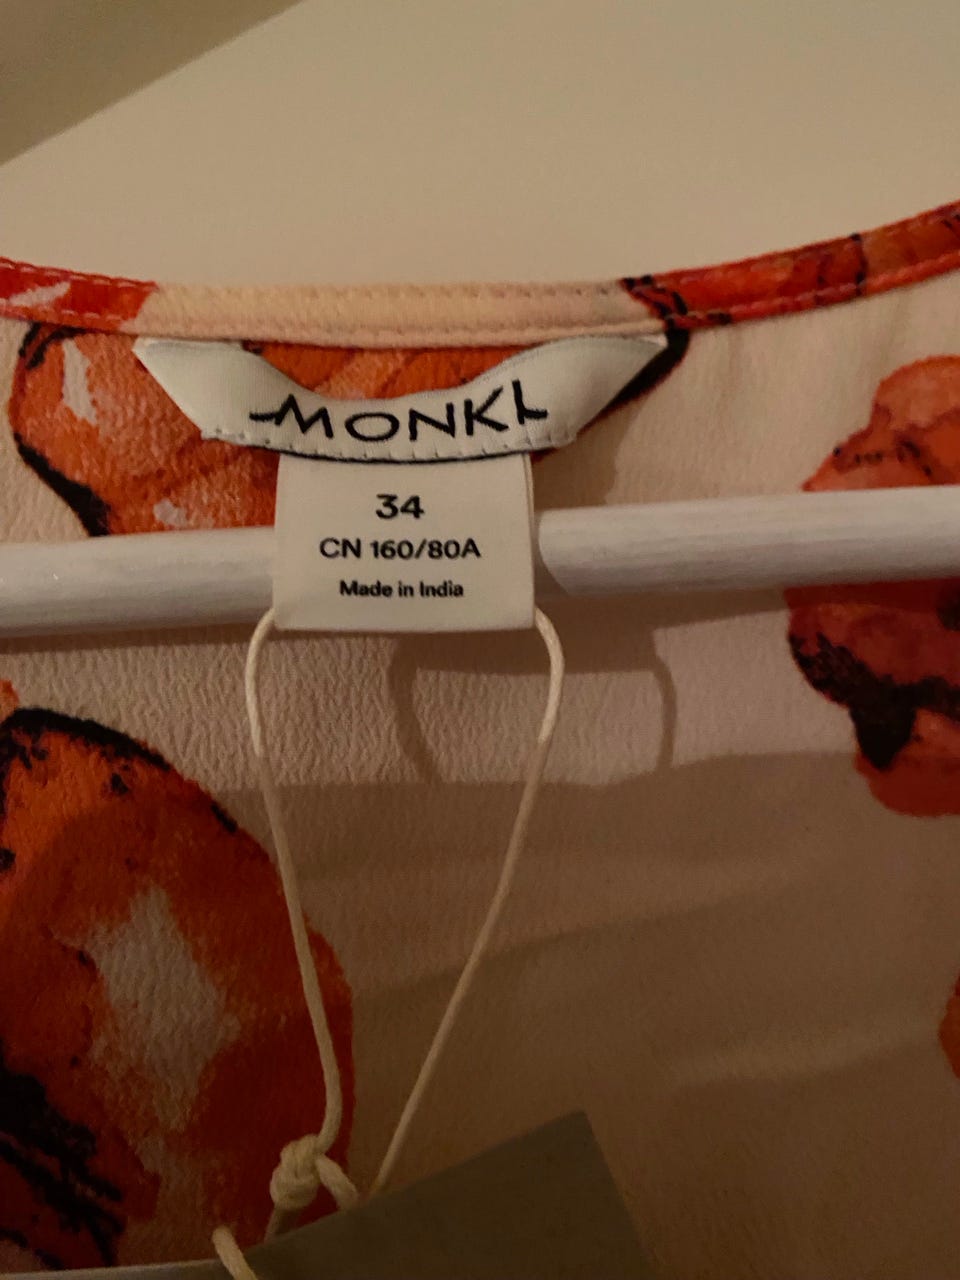 MONKI
34
CN 160/80A
Made in India